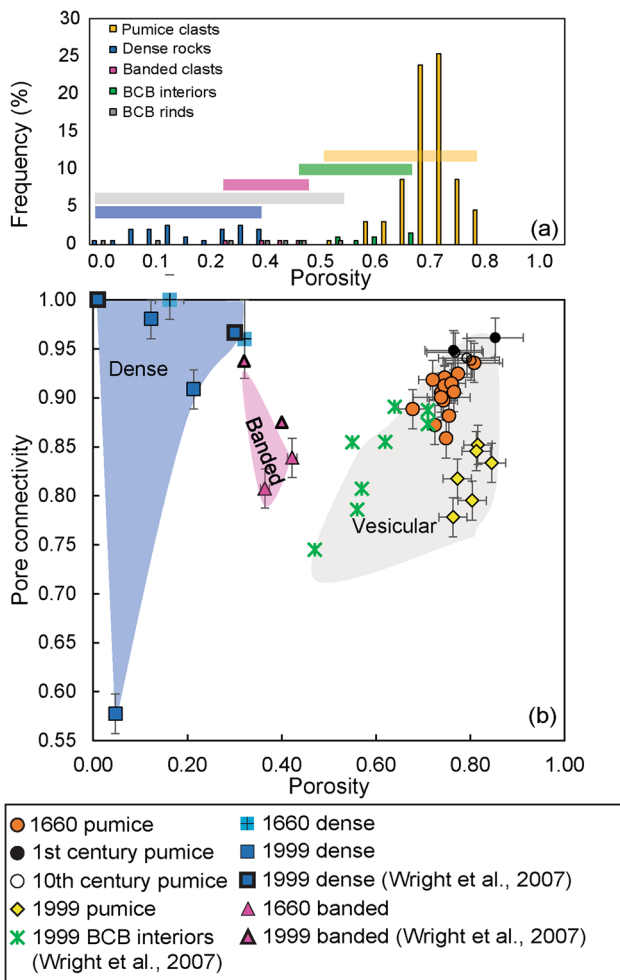 30
25
20
15
10
5
0
Frequency (%)
Pumice clasts
Dense rocks
Banded clasts
BCB interiors
BCB rinds
(a)
0.0 0.1 0.2 0.4 0.5 0.6 0.7 0.8 1.0
Porosity
1.00
0.95
0.90
0.85
0.80
0.75
0.70
0.65
0.60
0.55
Pore connectivity
Dense
Banded
Vesicular
(b)
0.00 0.20 0.40 0.60 0.80 1.00
Porosity
1660 pumice
1st century pumice
10th century pumice
1999 pumice
1999 BCB interiors
(Wright et al., 2007)
1660 dense
1999 dense
1999 dense (Wright et al., 2007)
1660 banded
1999 banded (Wright et al., 2007)